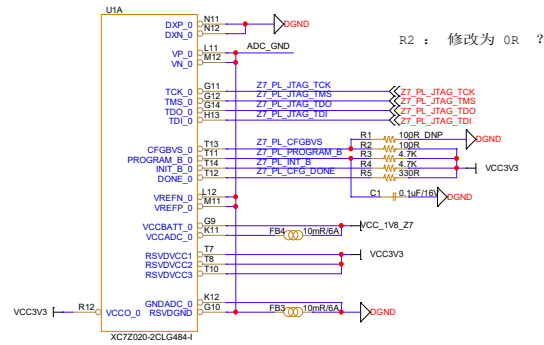 U1A
DXP_0 N11
DXN_0 N12
DGND
R2 : 修改为 0R ?
VP_0 L11 ADC_GND
VN_0 M12
TCK_0 G11 Z7_PL_JTAG_TCK Z7_PL_JTAG_TCK
TMS_0 G12 Z7_PL_JTAG_TMS Z7_PL_JTAG_TMS
TDO_0 G14 Z7_PL_JTAG_TDO Z7_PL_JTAG_TDO
TDI_0 H13 Z7_PL_JTAG_TDI Z7_PL_JTAG_TDI
CFGBVS_0 T13 Z7_PL_CFGBVS R1 100R_DNP DGND
PROGRAM_B_0 T11 Z7_PL_PROGRAM_B R2 100R
INIT_B_0 T14 Z7_PL_INT_B R3 4.7K
DONE_0 T12 Z7_PL_CFG_DONE R4 4.7K VCC3V3
R5 330R
VREFN_0 L12 C1 0.1uF/16V DGND
VREFP_0 M11
VCCBATT_0 G9 VCC_1V8_Z7
VCCADC_0 K11 FB4 10mR/6A
RSVDVCC1 T7 VCC3V3
RSVDVCC2 T8
RSVDVCC3 T10
GNDADC_0 K12
VCC3V3 R12 VCCO_0 RSVDGND G10 FB3 10mR/6A DGND
XC7Z020-2CLG484-I